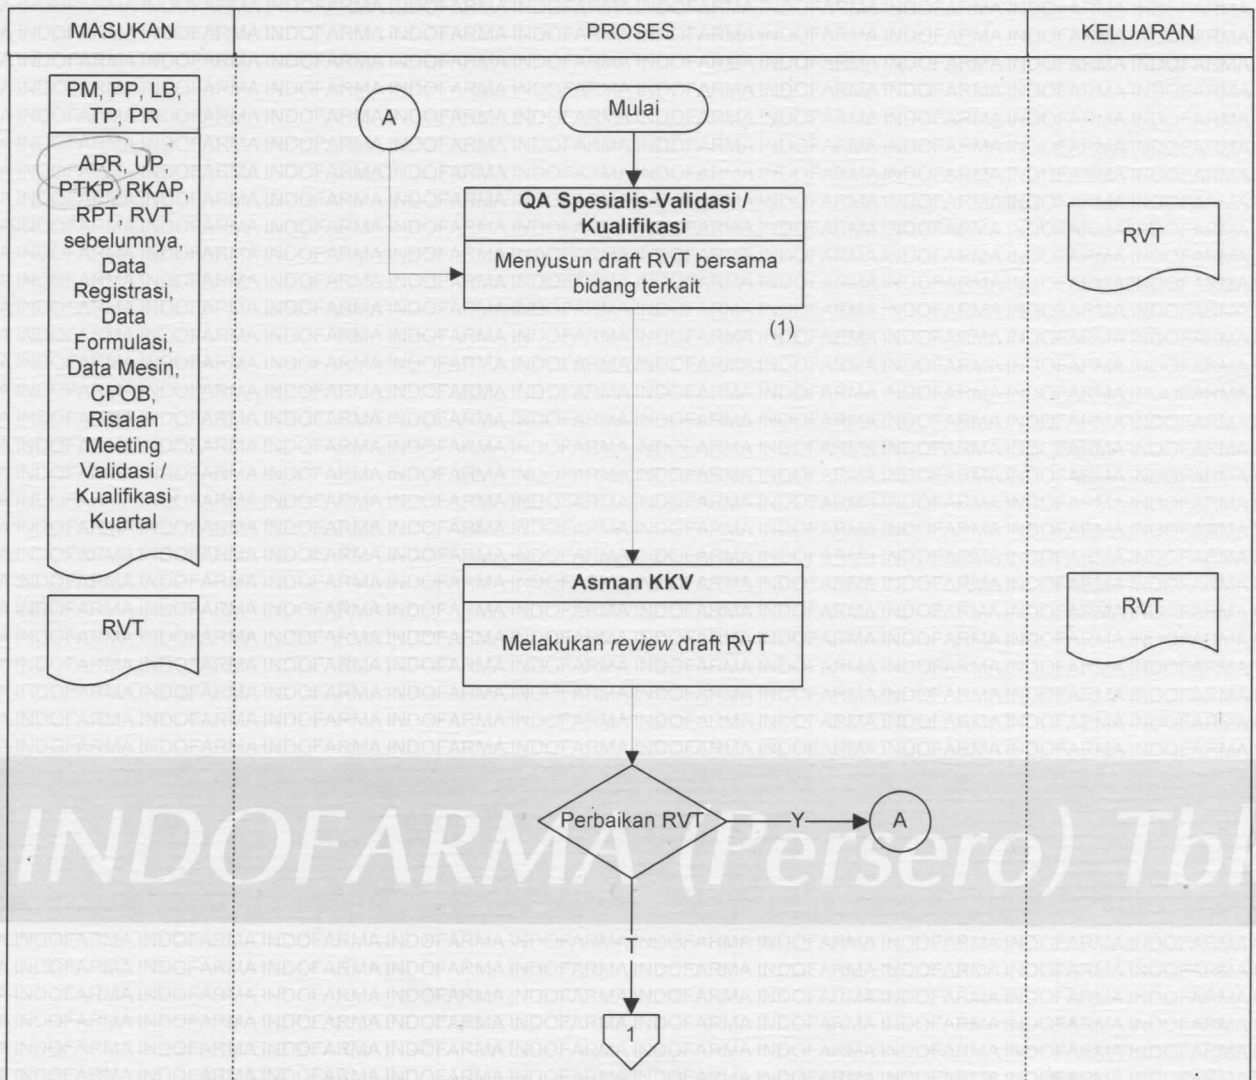 MASUKAN
PROSES
KELUARAN
PM, PP, LB,
TP, PR
APR, UP,
PTKP, RKAP,
RPT, RVT
sebelumnya,
Data
Registrasi,
Data
Formulasi,
Data Mesin,
CPOB,
Risalah
Meeting
Validasi /
Kualifikasi
Kuartal
RVT
A
Mulai
QA Spesialis-Validasi /
Kualifikasi
Menyusun draft RVT bersama
bidang terkait
(1)
Asman KKV
Melakukan review draft RVT
Perbaikan RVT
Y
A
T
RVT
RVT
INDOFARMA (Persero) Tbk